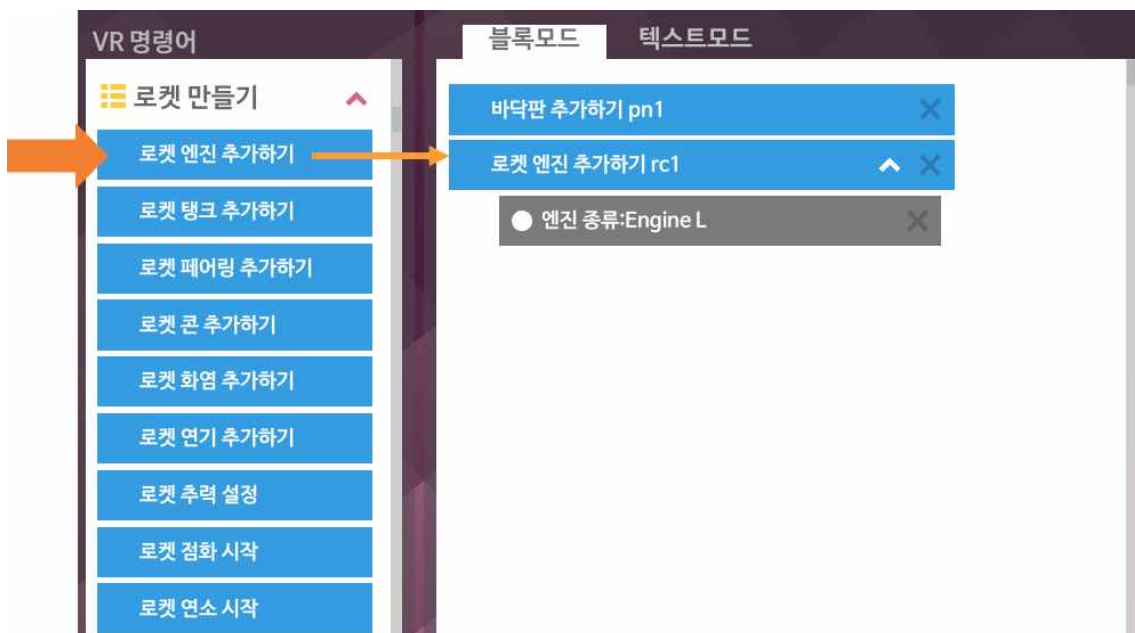 VR 명령어
로켓 만들기
로켓 엔진 추가하기
로켓 탱크 추가하기
로켓 페어링 추가하기
로켓 콘 추가하기
로켓 화염 추가하기
로켓 연기 추가하기
로켓 추력 설정
로켓 점화 시작
로켓 연소 시작
블록모드 텍스트모드
바닥판 추가하기 pn1
로켓 엔진 추가하기 rc1
엔진 종류:Engine L